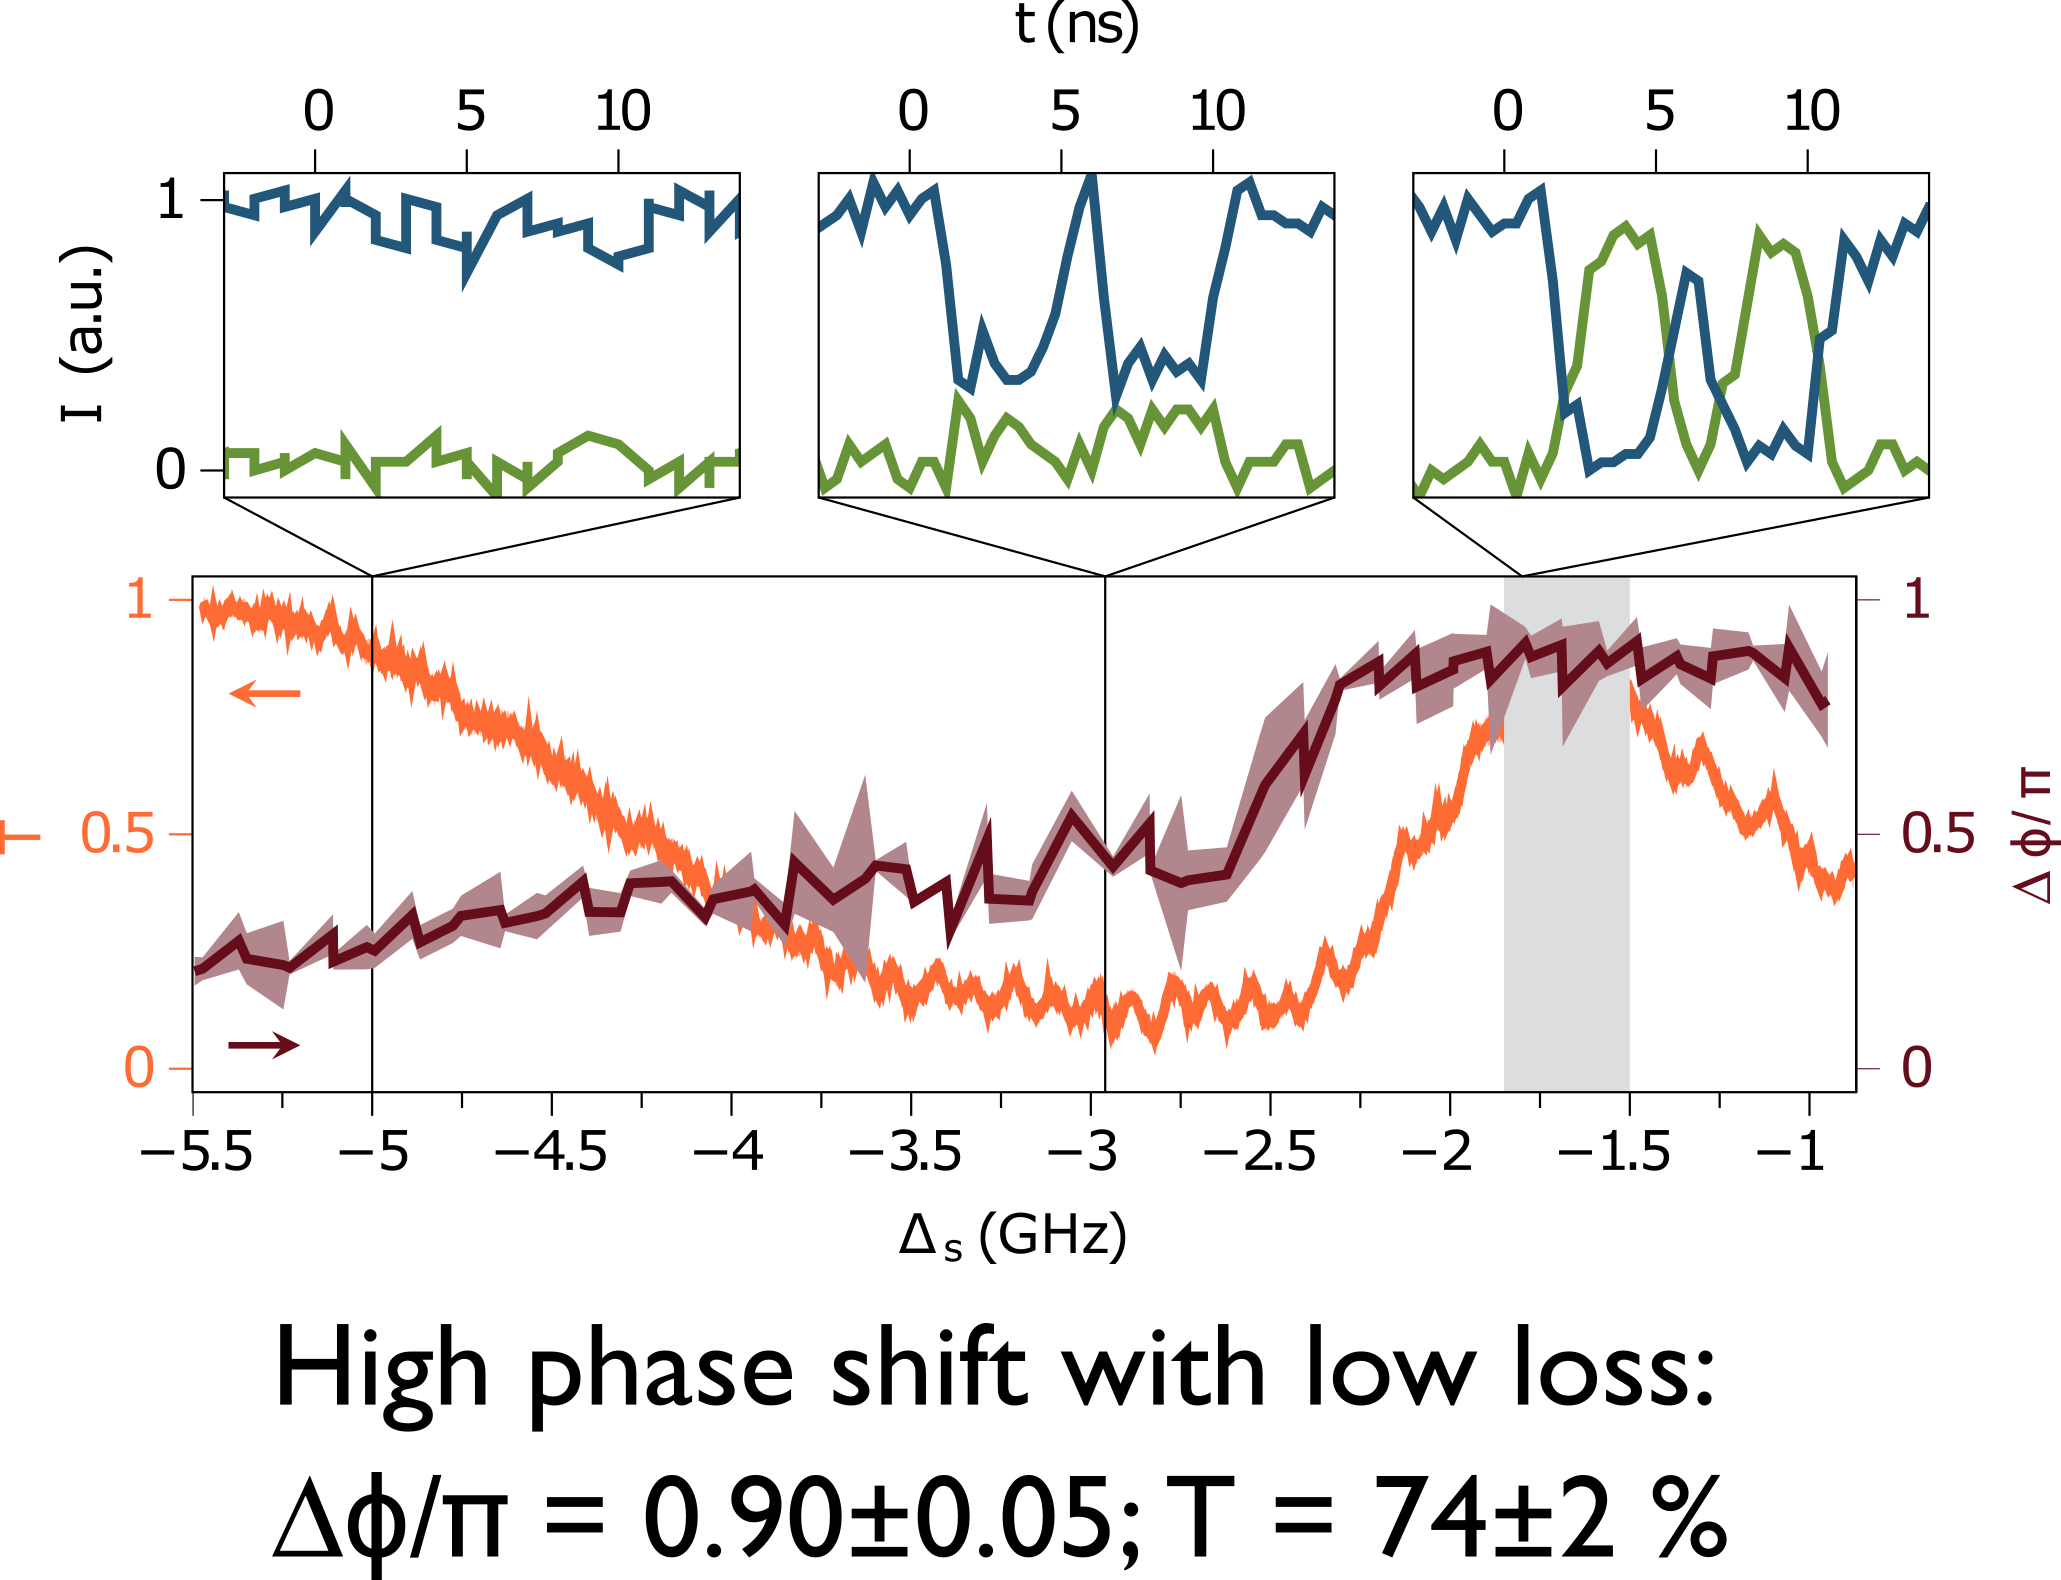 t (ns)
0 5 10 0 5 10 0 5 10
1
I (a.u.)
0
1 1
T 0.5 0.5 Δ ϕ/ π
0 0
−5.5 −5 −4.5 −4 −3.5 −3 −2.5 −2 −1.5 −1
Δs (GHz)
High phase shift with low loss:
Δϕ/π = 0.90±0.05; T = 74±2 %